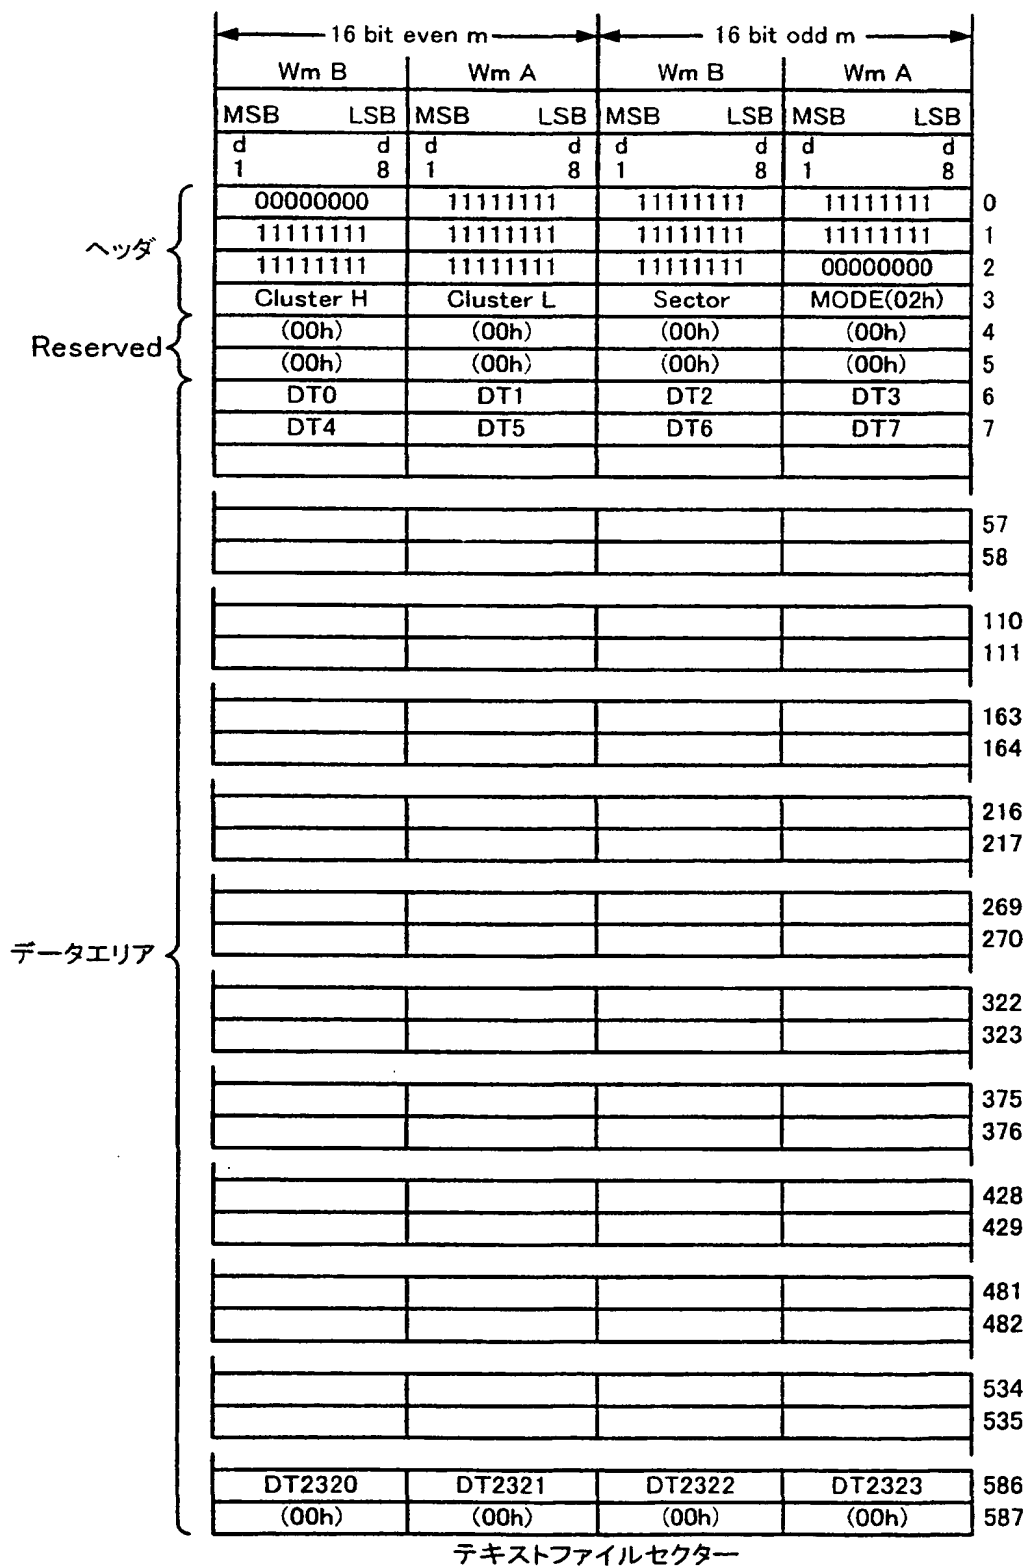 16 bit even m 16 bit odd m
Wm B Wm A Wm B Wm A
MSB LSB MSB LSB MSB LSB MSB LSB
d d d d d d d d
1 8 1 8 1 8 1 8
00000000 11111111 11111111 11111111 0
11111111 11111111 11111111 11111111 1
ヘッダ
11111111 11111111 11111111 00000000 2
Cluster H Cluster L Sector MODE(02h) 3
(00h) (00h) (00h) (00h) 4
Reserved
(00h) (00h) (00h) (00h) 5
DT0 DT1 DT2 DT3 6
DT4 DT5 DT6 DT7 7
57
58
110
111
163
164
216
217
269
270
データエリア
322
323
375
376
428
429
481
482
534
535
DT2320 DT2321 DT2322 DT2323 586
(00h) (00h) (00h) (00h) 587
テキストファイルセクター